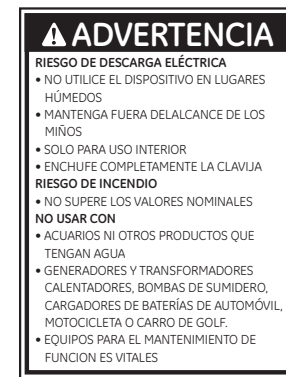 ADVERTENCIA
RIESGO DE DESCARGA ELÉCTRICA
• NO UTILICE EL DISPOSITIVO EN LUGARES
HÚMEDOS
• MANTENGA FUERA DELALCANCE DE LOS
MIÑOS
• SOLO PARA USO INTERIOR
• ENCHUFE COMPLETAMENTE LA CLAVIJA
RIESGO DE INCENDIO
• NO SUPERE LOS VALORES NOMINALES
NO USAR CON
• ACUARIOS NI OTROS PRODUCTOS QUE
TENGAN AGUA
• GENERADORES Y TRANSFORMADORES
CALENTADORES, BOMBAS DE SUMIDERO,
CARGADORES DE BATERÍAS DE AUTOMÓVIL,
MOTOCICLETA O CARRO DE GOLF.
• EQUIPOS PARA EL MANTENIMIENTO DE
FUNCION ES VITALES